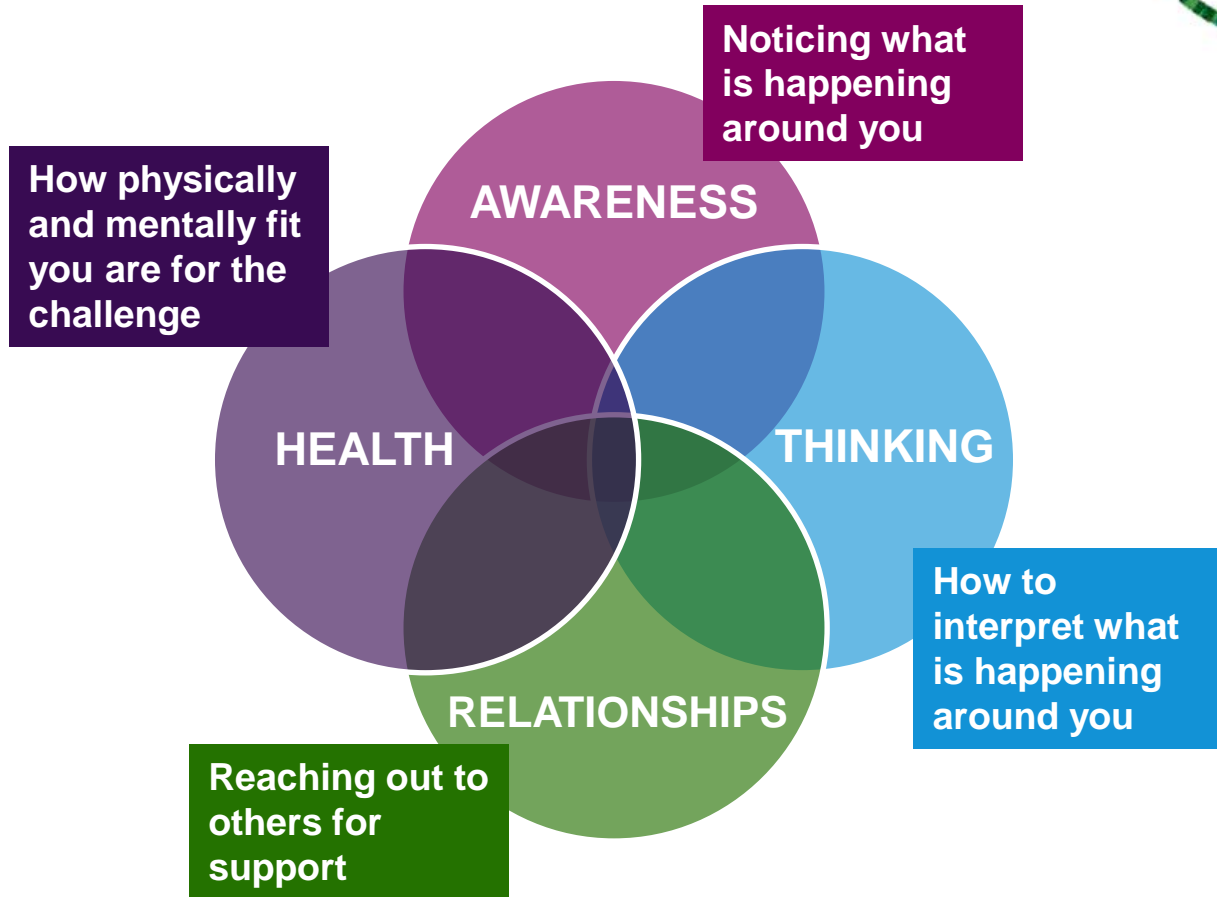 Noticing what
is happening
around you
How physically
and mentally fit
you are for the
challenge
AWARENESS
HEALTH
THINKING
How to
interpret what
is happening
around you
RELATIONSHIPS
Reaching out to
others for
support